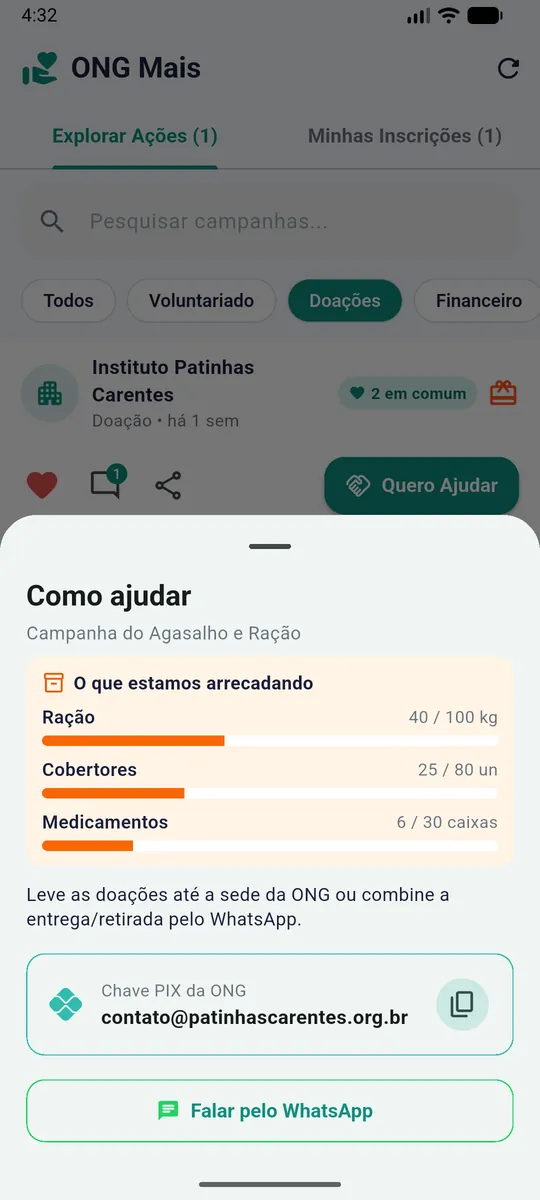 4:32
ONG Mais
Explorar Ações (1)
Minhas Inscrições (1)
Pesquisar campanhas...
Todos
Voluntariado
Doações
Financeiro
Instituto Patinhas
Carentes
Doação • há 1 sem
2 em comum
1
Quero Ajudar
Como ajudar
Campanha do Agasalho e Ração
O que estamos arrecadando
Ração
40 / 100 kg
Cobertores
25 / 80 un
Medicamentos
6 / 30 caixas
Leve as doações até a sede da ONG ou combine a
entrega/retirada pelo WhatsApp.
Chave PIX da ONG
contato@patinhascarentes.org.br
Falar pelo WhatsApp